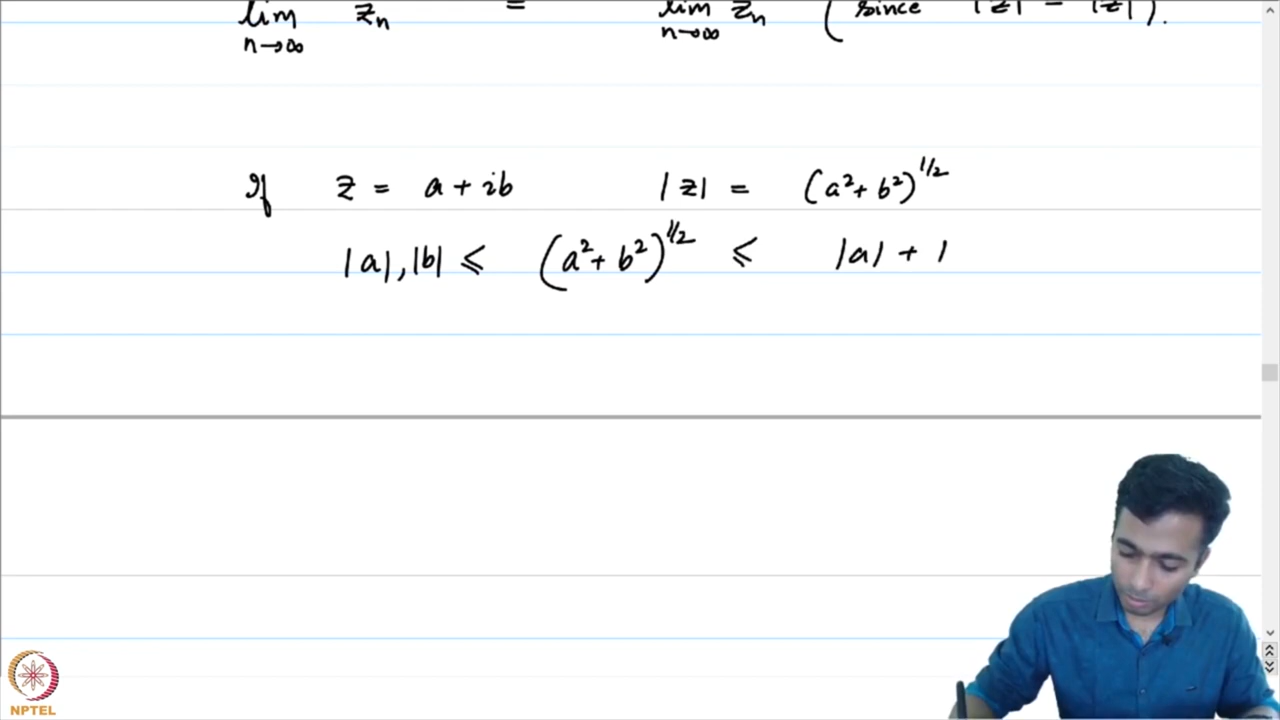 lim zₙ = lim zₙ ( since |z| = |z| ).
n→∞ n→∞
If z = a + ib |z| = (a² + b²)^1/2
|a|, |b| ⩽ (a² + b²)^1/2 ⩽ |a| + |
NPTEL